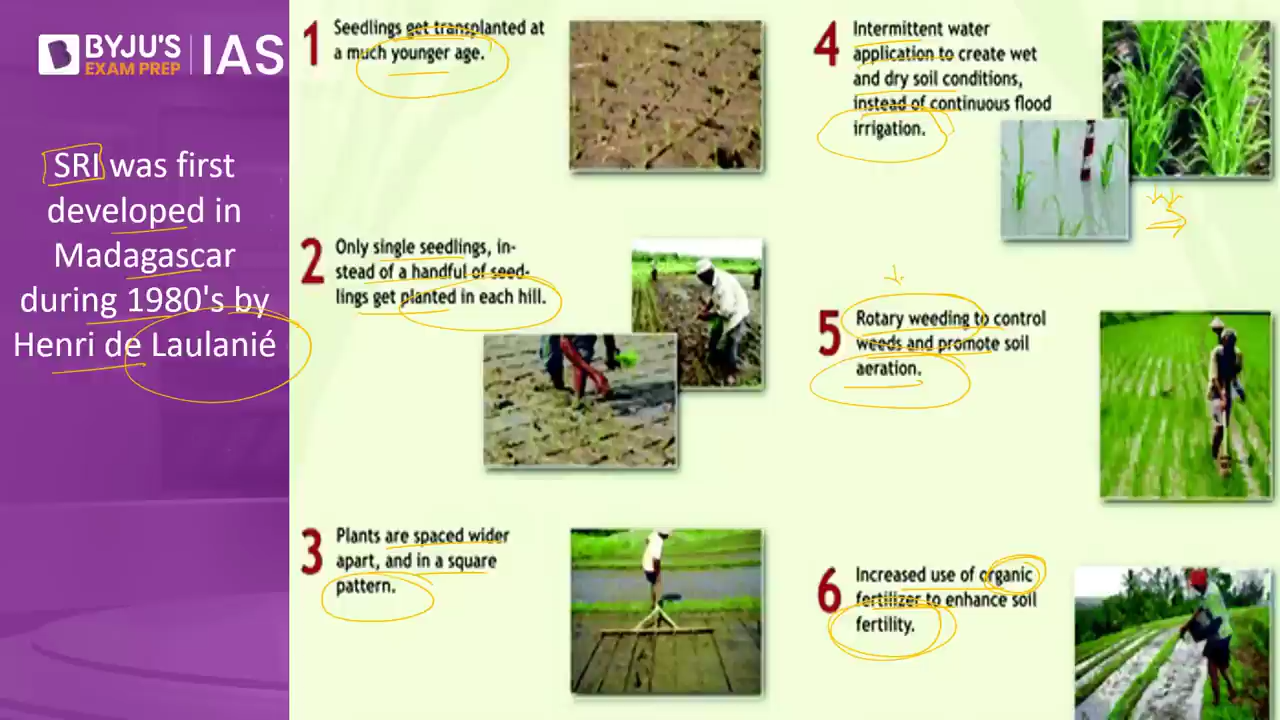 BYJU'S
EXAM PREP
IAS
SRI was first
developed in
Madagascar
during 1980's by
Henri de Laulanié
1
Seedlings get transplanted at
a much younger age.
2
Only single seedlings, in-
stead of a handful of seed-
lings get planted in each hill.
3
Plants are spaced wider
apart, and in a square
pattern.
4
Intermittent water
application to create wet
and dry soil conditions,
instead of continuous flood
irrigation.
5
Rotary weeding to control
weeds and promote soil
aeration.
6
Increased use of organic
fertilizer to enhance soil
fertility.